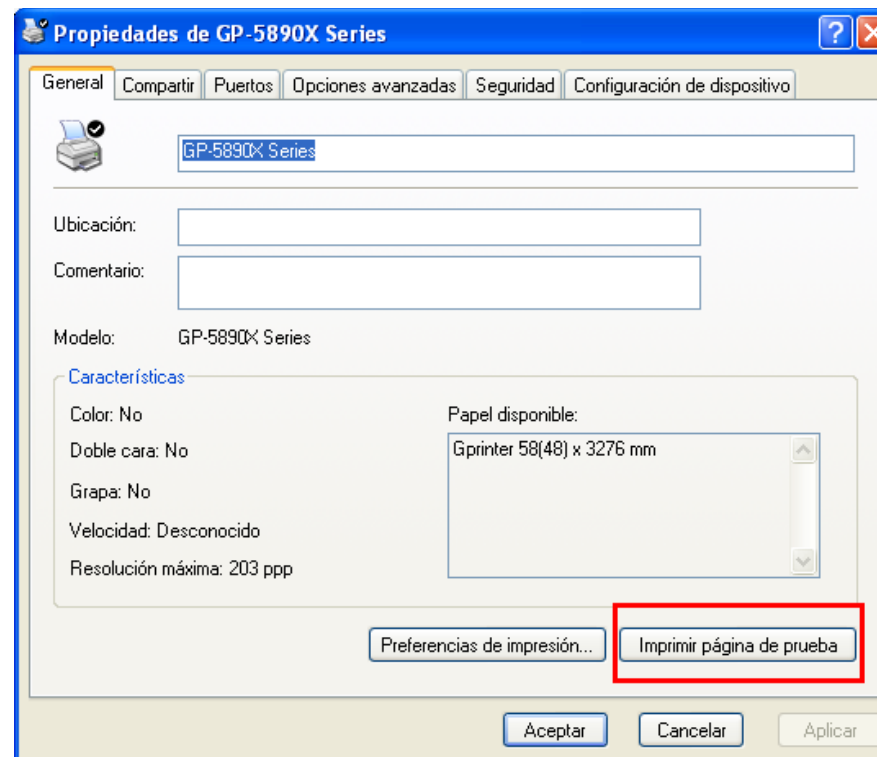 Propiedades de GP-5890X Series
General Compartir Puertos Opciones avanzadas Seguridad Configuración de dispositivo
GP-5890X Series
Ubicación:
Comentario:
Modelo: GP-5890X Series
Características
Color: No
Papel disponible:
Doble cara: No
Gprinter 58(48) x 3276 mm
Grapa: No
Velocidad: Desconocido
Resolución máxima: 203 ppp
Preferencias de impresión... Imprimir página de prueba
Aceptar Cancelar Aplicar